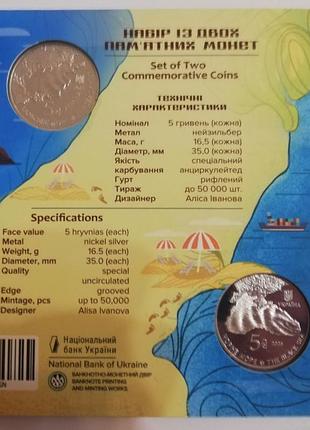 НАБІР ІЗ ДВОХ
ПАМ'ЯТНИХ МОНЕТ
Set of Two
Commemorative Coins
ТЕХНІЧНІ
ХАРАКТЕРИСТИКИ
Номінал 5 гривень (кожна)
Метал нейзильбер
Маса, г 16,5 (кожна)
Діаметр, мм 35,0 (кожна)
Якість спеціальний
карбування анциркулейтед
Гурт рифлений
Тираж до 50 000 шт.
Дизайнер Аліса Іванова
Specifications
Face value 5 hryvnias (each)
Metal nickel silver
Weight, g 16.5 (each)
Diameter, mm 35.0 (each)
Quality special
uncirculated
Edge grooved
Mintage, pcs up to 50,000
Designer Alisa Ivanova
УКРАЇНА
5
Національний
банк України
National Bank of Ukraine
БАНКНОТНО-МОНЕТНИЙ ДВІР
BANKNOTE PRINTING
AND MINTING WORKS